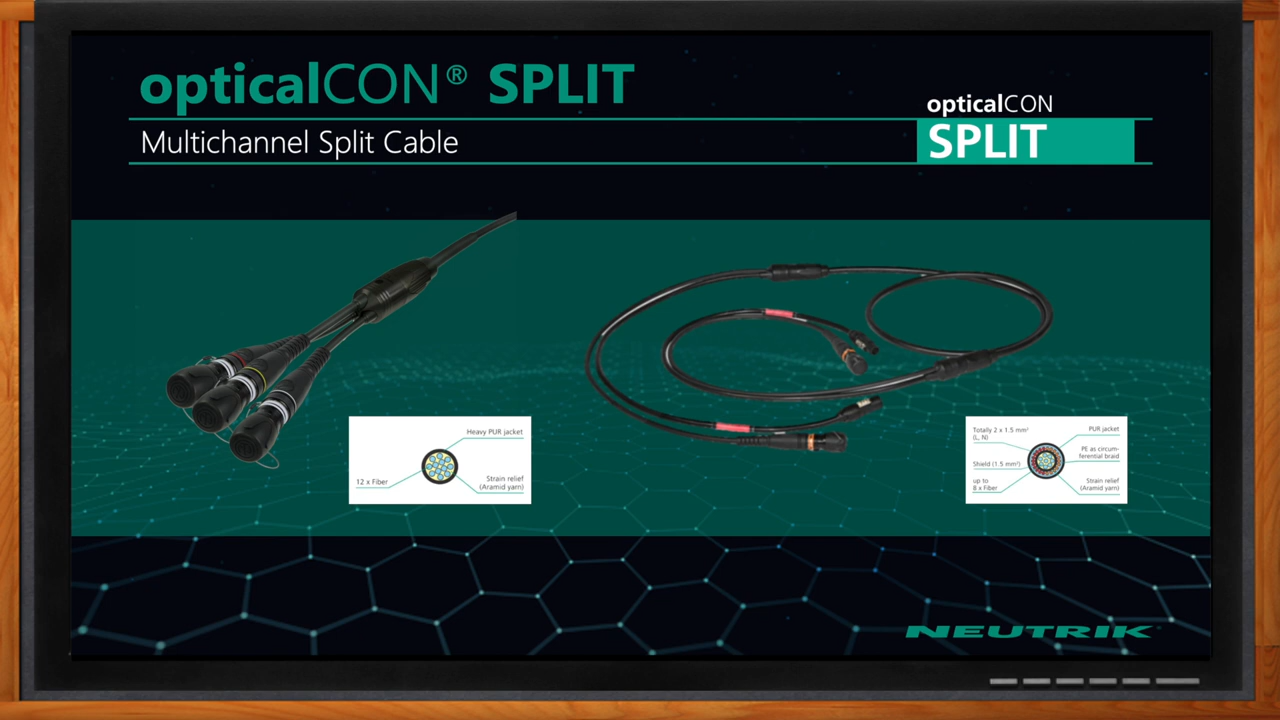 opticalCON® SPLIT
Multichannel Split Cable
opticalCON
SPLIT
Heavy PUR jacket
12 x Fiber
Strain relief
(Aramid yarn)
Totally 2 x 1.5 mm²
(L, N)
Shield (1.5 mm²)
up to
8 x Fiber
PUR jacket
PE as circum-
ferential braid
Strain relief
(Aramid yarn)
NEUTRIK